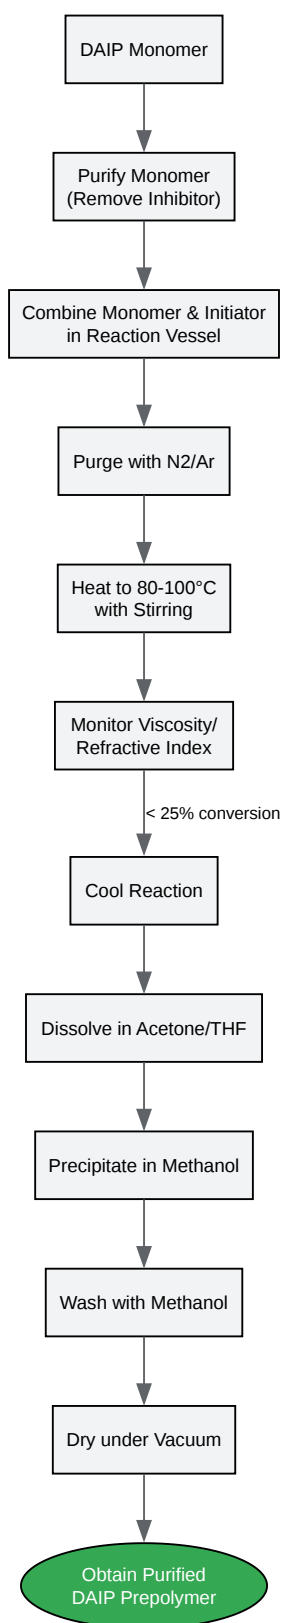 DAIP Monomer
Purify Monomer
(Remove Inhibitor)
Combine Monomer & Initiator
in Reaction Vessel
Purge with N2/Ar
Heat to 80-100°C
with Stirring
Monitor Viscosity/
Refractive Index
< 25% conversion
Cool Reaction
Dissolve in Acetone/THF
Precipitate in Methanol
Wash with Methanol
Dry under Vacuum
Obtain Purified
DAIP Prepolymer